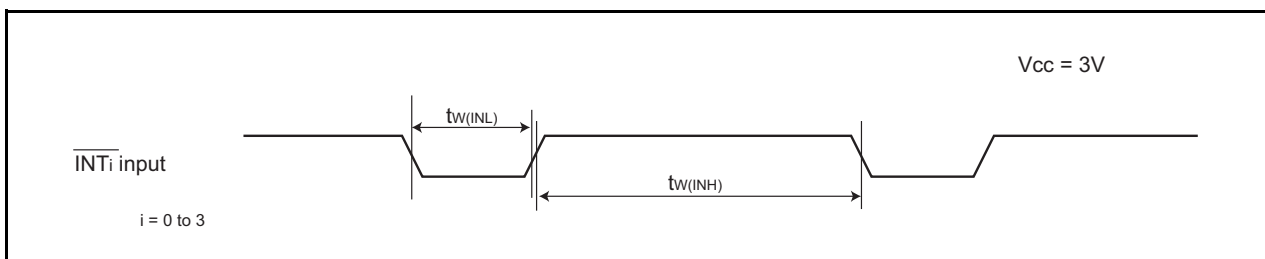 Vcc = 3V
tW(INL)
INTi input
tW(INH)
i = 0 to 3